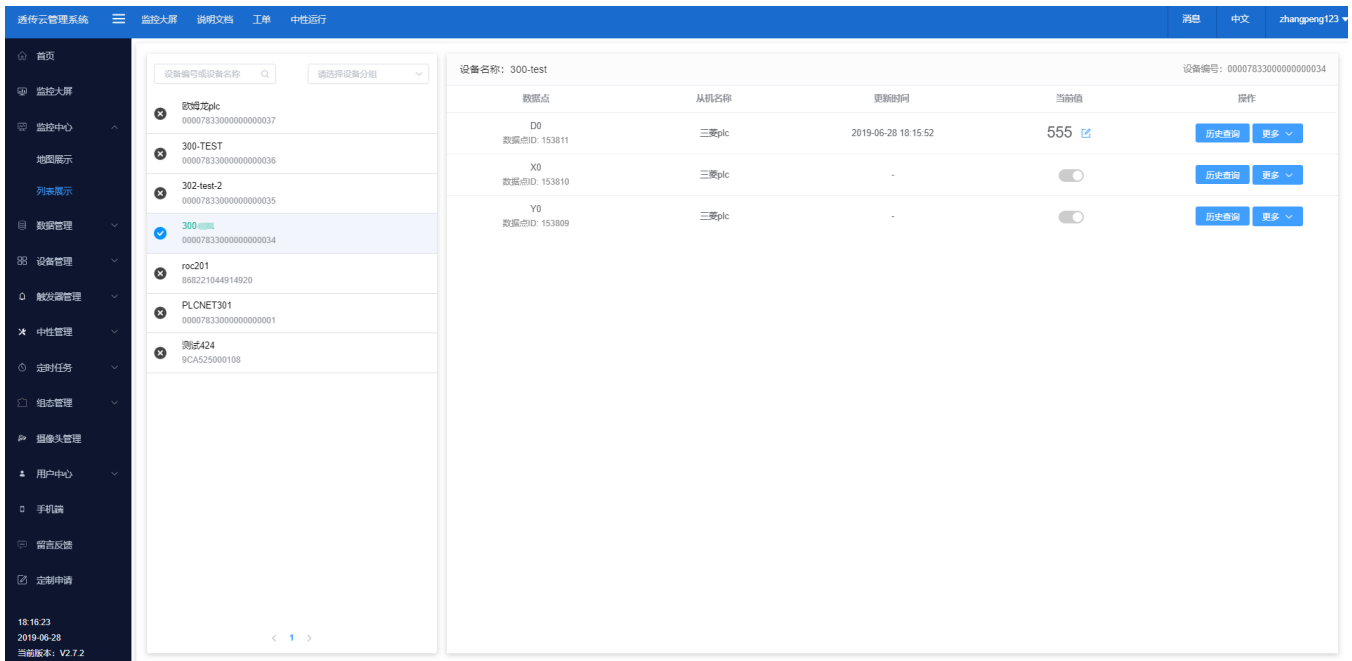 透传云管理系统 监控大屏 说明文档 工单 中性运行 消息 中文 zhangpeng123
首页
监控大屏
监控中心
地图展示
列表展示
数据管理
设备管理
触发器管理
中性管理
定时任务
组态管理
摄像头管理
用户中心
手机端
留言反馈
定制申请
18:16:23
2019-06-28
当前版本: V2.7.2
设备编号或设备名称 请选择设备分组
欧姆龙plc
00007833000000000037
300-TEST
00007833000000000036
302-test-2
00007833000000000035
300
00007833000000000034
roc201
868221044914920
PLCNET301
00007833000000000001
测试424
9CA525000108
1
设备名称: 300-test 设备编号: 00007833000000000034
数据点 从机名称 更新时间 当前值 操作
D0
数据点ID: 153811
三菱plc 2019-06-28 18:15:52 555 历史查询 更多
X0
数据点ID: 153810
三菱plc - 历史查询 更多
Y0
数据点ID: 153809
三菱plc - 历史查询 更多